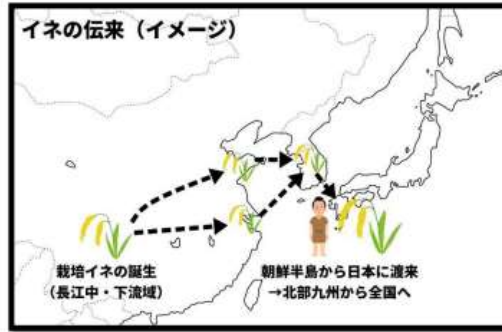 イネの伝来（イメージ）
栽培イネの誕生
（長江中・下流域）
朝鮮半島から日本に渡来
→北部九州から全国へ